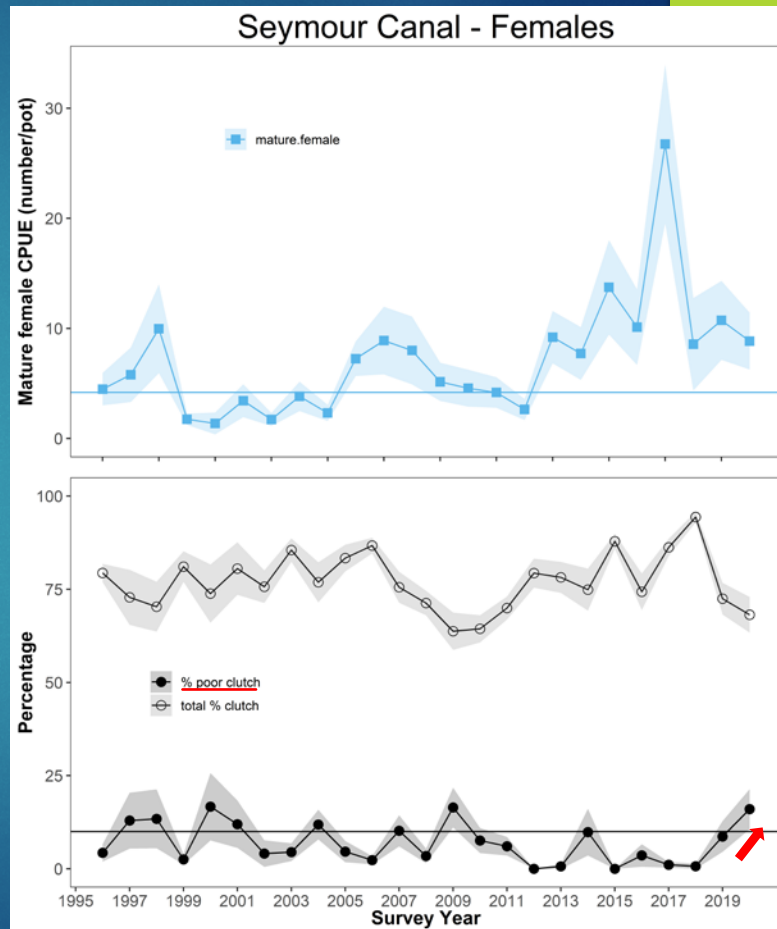 Seymour Canal - Females
Mature female CPUE (number/pot)
30
20
10
0
mature.female
Percentage
100
75
50
25
0
% poor clutch
total % clutch
1995 1997 1999 2001 2003 2005 2007 2009 2011 2013 2015 2017 2019
Survey Year